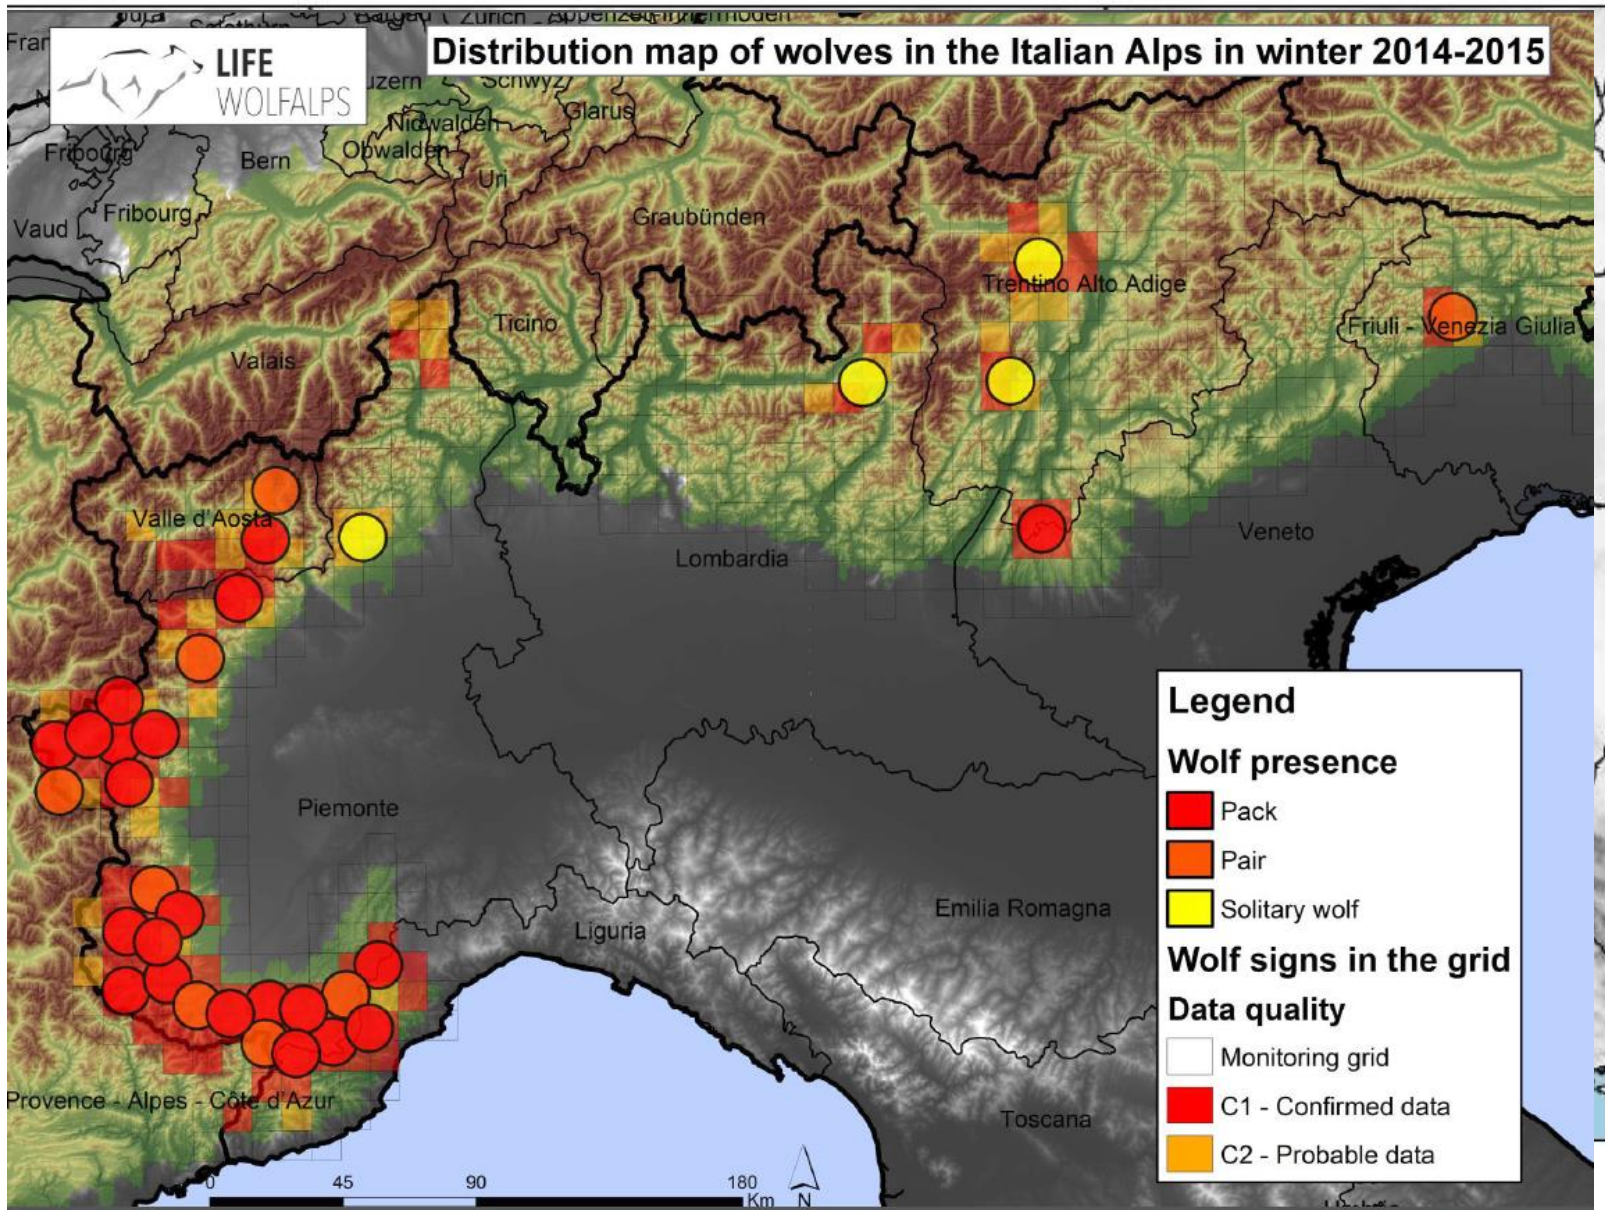 LIFE
WOLFALPS
Distribution map of wolves in the Italian Alps in winter 2014-2015
Schwyz
Glarus
Nidwalden
Obwalden
Fribourg
Bern
Uri
Vaud
Fribourg
Graubünden
Trentino Alto Adige
Ticino
Friuli - Venezia Giulia
Valais
Valle d'Aosta
Lombardia
Veneto
Piemonte
Liguria
Emilia Romagna
Provence - Alpes - Côte d'Azur
Toscana
Legend
Wolf presence
Pack
Pair
Solitary wolf
Wolf signs in the grid
Data quality
Monitoring grid
C1 - Confirmed data
C2 - Probable data
0 45 90 180
Km
N